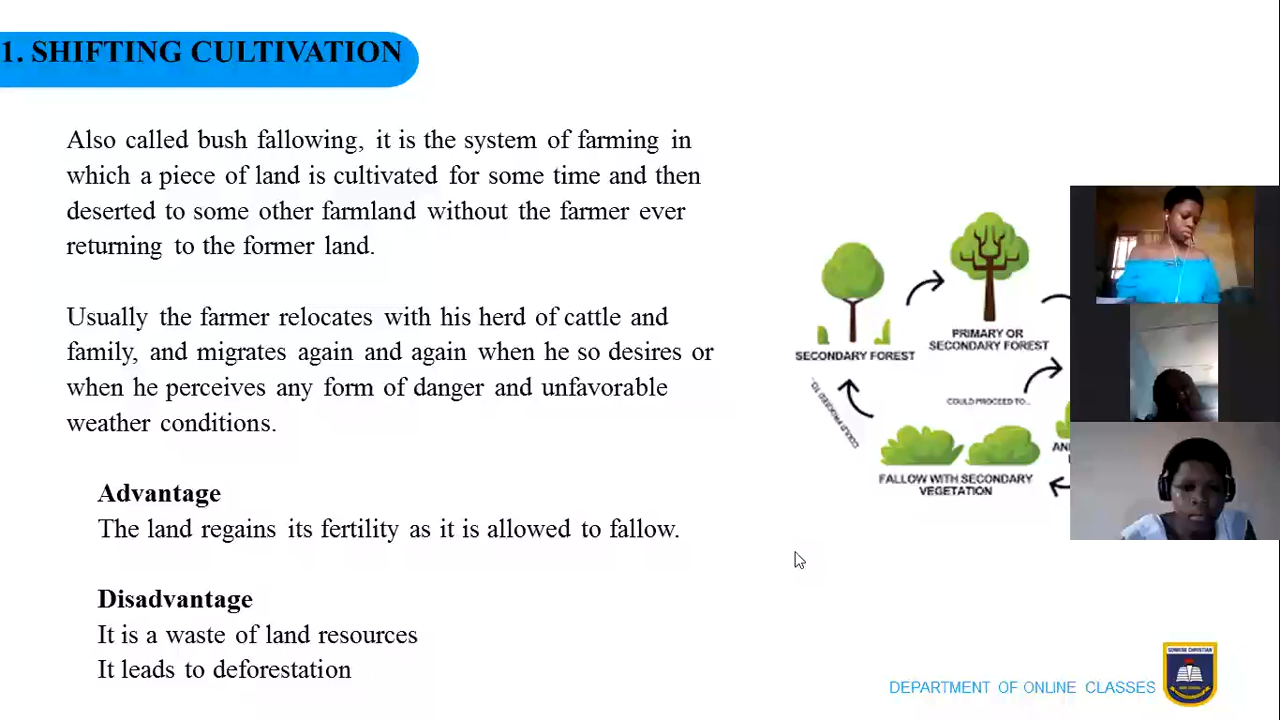 1. SHIFTING CULTIVATION
Also called bush fallowing, it is the system of farming in
which a piece of land is cultivated for some time and then
deserted to some other farmland without the farmer ever
returning to the former land.
Usually the farmer relocates with his herd of cattle and
family, and migrates again and again when he so desires or
when he perceives any form of danger and unfavorable
weather conditions.
Advantage
The land regains its fertility as it is allowed to fallow.
Disadvantage
It is a waste of land resources
It leads to deforestation
PRIMARY OR
SECONDARY FOREST
SECONDARY FOREST
COULD PROCEED TO...
COULD PROCEED TO...
FALLOW WITH SECONDARY
VEGETATION
DEPARTMENT OF ONLINE CLASSES
SUNRISE CHRISTIAN